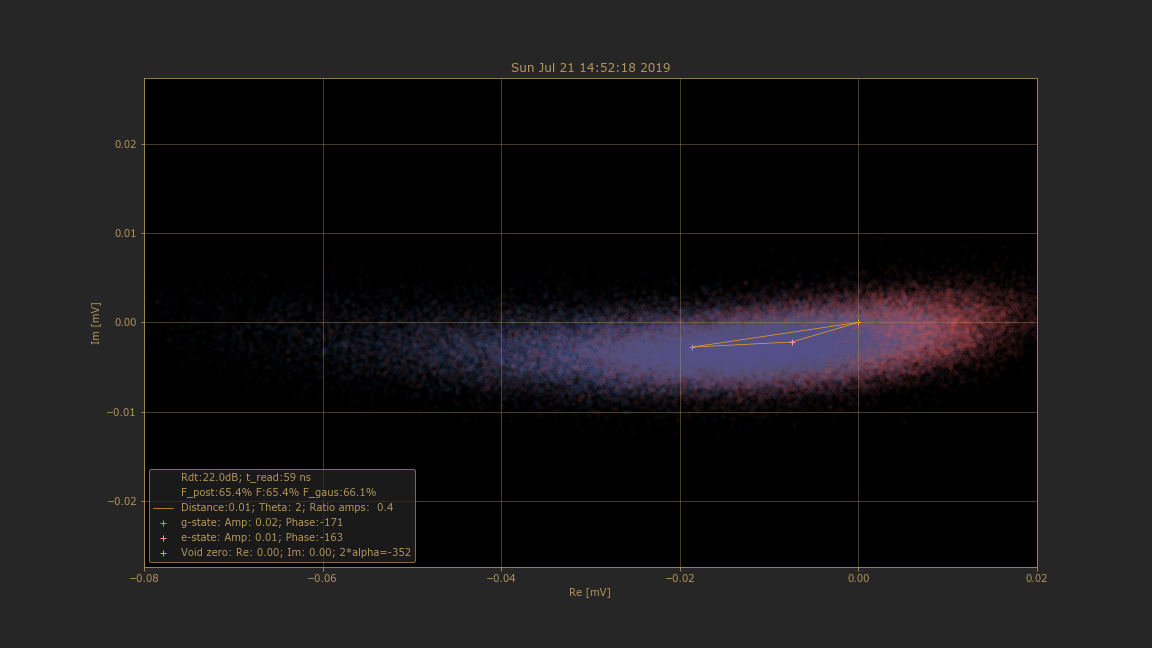 Sun Jul 21 14:52:18 2019
0.02
0.01
0.00
−0.01
−0.02
Im [mV]
Rdt:22.0dB; t_read:59 ns
F_post:65.4% F:65.4% F_gaus:66.1%
Distance:0.01; Theta: 2; Ratio amps:  0.4
g-state: Amp: 0.02; Phase:-171
e-state: Amp: 0.01; Phase:-163
Void zero: Re: 0.00; Im: 0.00; 2*alpha=-352
−0.08 −0.06 −0.04 −0.02 0.00 0.02
Re [mV]